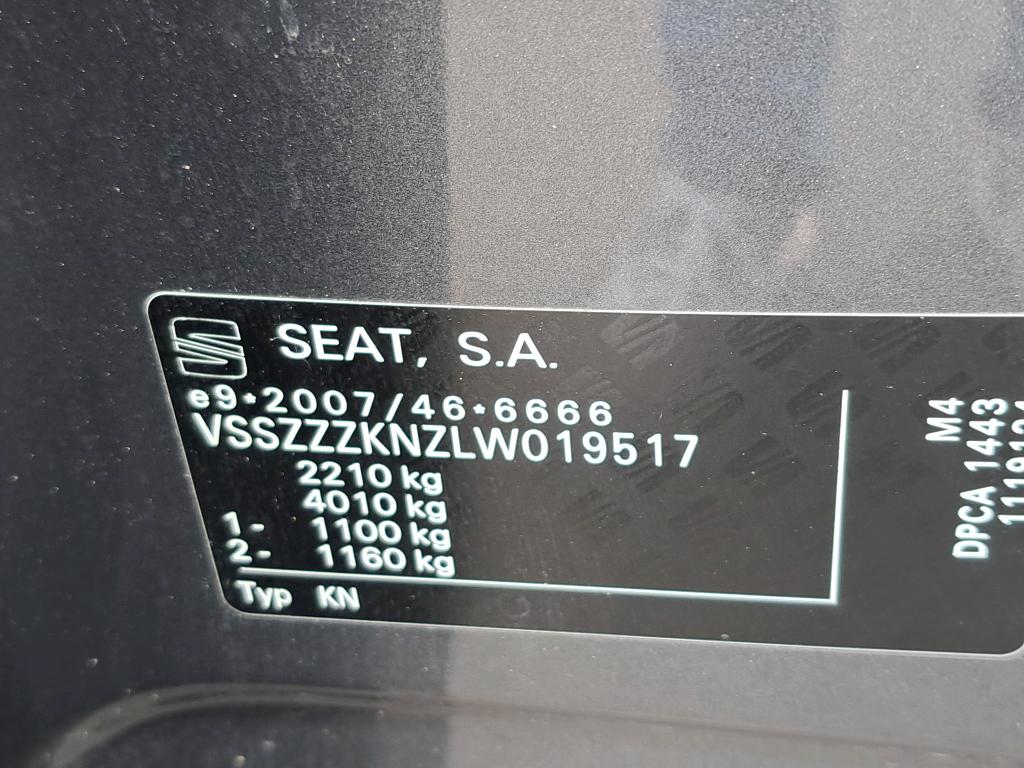 SEAT, S.A.
e9*2007/46*6666
VSSZZZKNZLW019517
2210 kg
4010 kg
1- 1100 kg
2- 1160 kg
Typ KN
M4
DPCA 1443